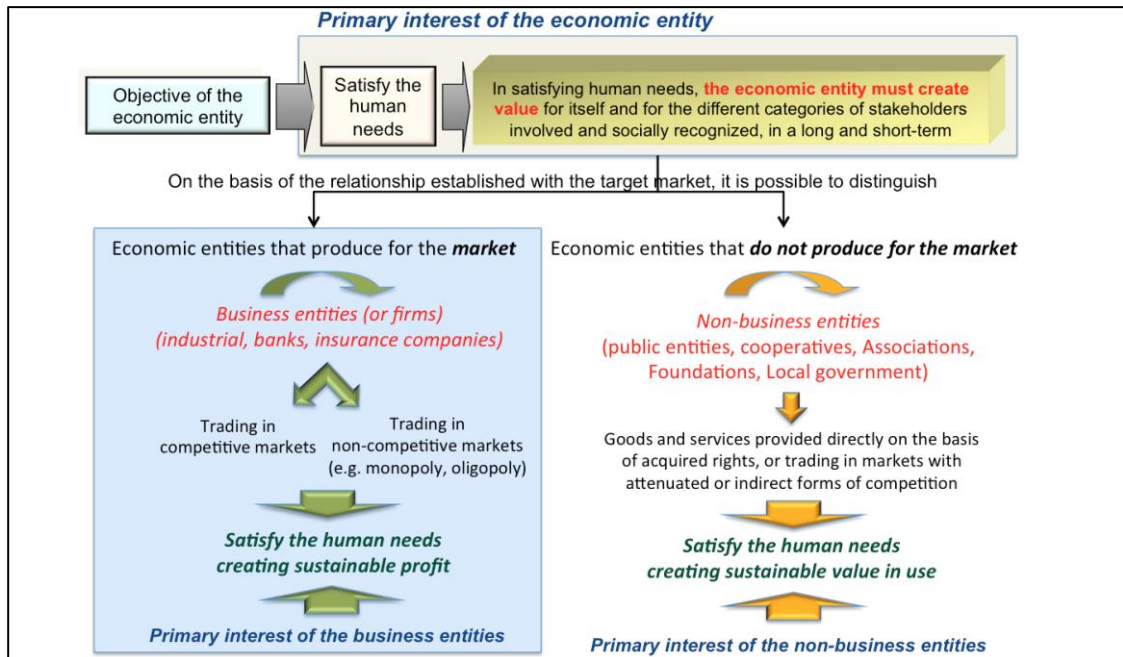 Primary interest of the economic entity
Objective of the
economic entity
Satisfy the
human
needs
In satisfying human needs, the economic entity must create
value for itself and for the different categories of stakeholders
involved and socially recognized, in a long and short-term
On the basis of the relationship established with the target market, it is possible to distinguish
Economic entities that produce for the market
Business entities (or firms)
(industrial, banks, insurance companies)
Trading in
competitive markets
Trading in
non-competitive markets
(e.g. monopoly, oligopoly)
Satisfy the human needs
creating sustainable profit
Primary interest of the business entities
Economic entities that do not produce for the market
Non-business entities
(public entities, cooperatives, Associations,
Foundations, Local government)
Goods and services provided directly on the basis
of acquired rights, or trading in markets with
attenuated or indirect forms of competition
Satisfy the human needs
creating sustainable value in use
Primary interest of the non-business entities